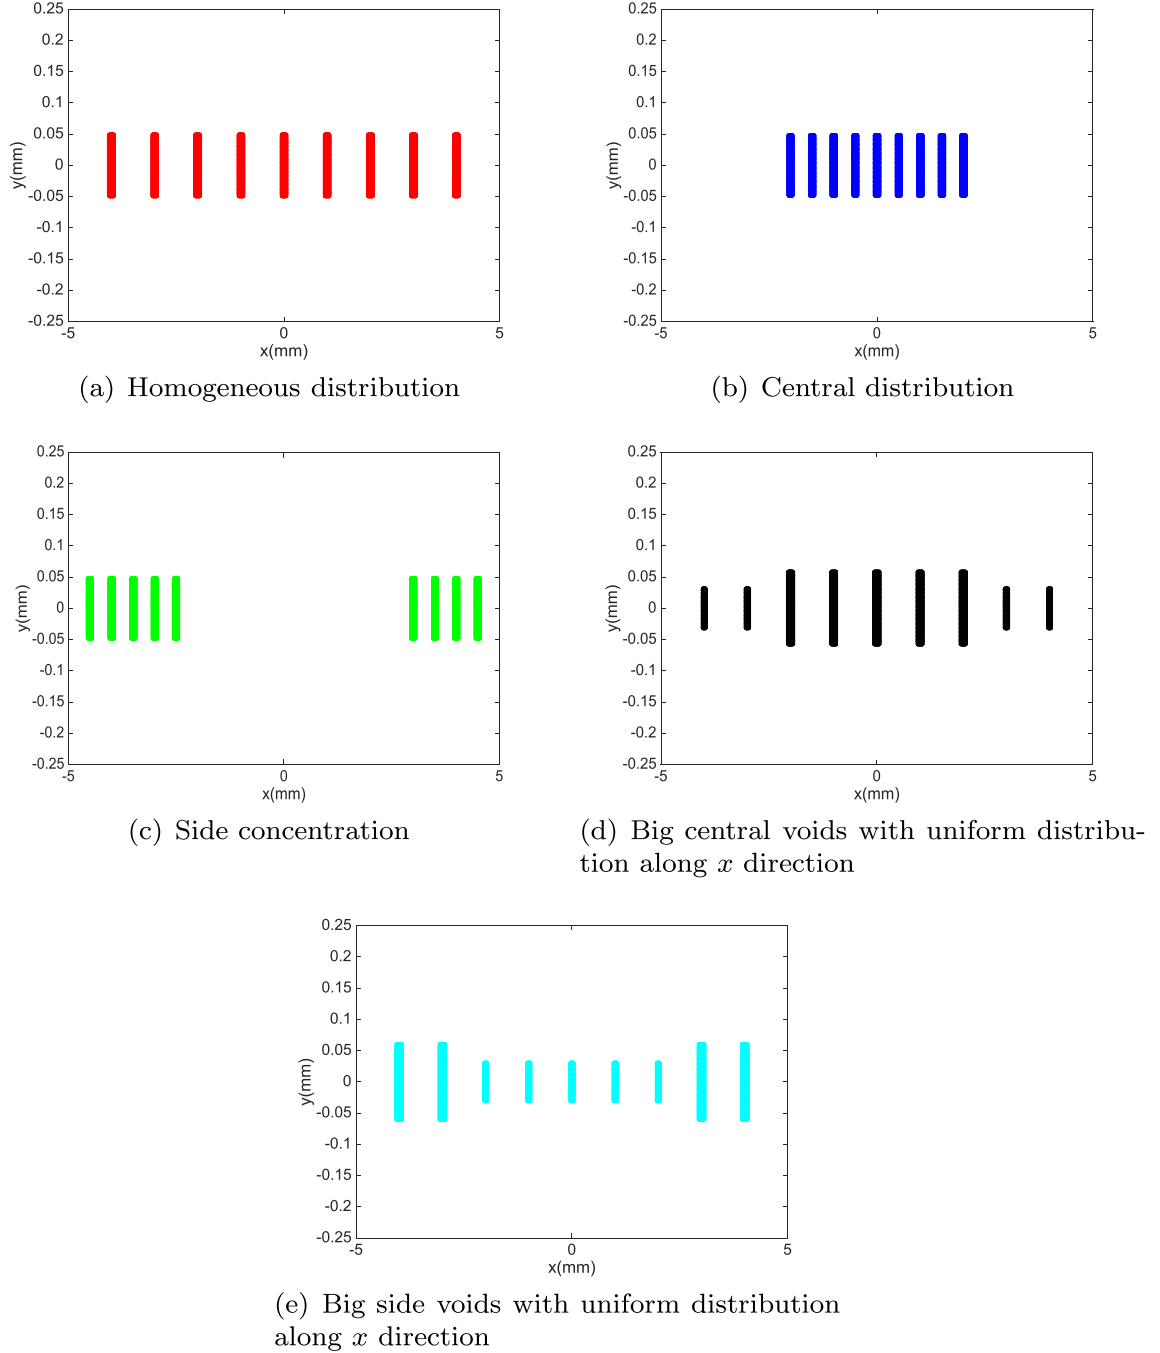 0.25
0.2
0.15
0.1
0.05
0
-0.05
-0.1
-0.15
-0.2
-0.25
y(mm)
-5 0 5
x(mm)
(a) Homogeneous distribution
0.25
0.2
0.15
0.1
0.05
0
-0.05
-0.1
-0.15
-0.2
-0.25
y(mm)
-5 0 5
x(mm)
(b) Central distribution
0.25
0.2
0.15
0.1
0.05
0
-0.05
-0.1
-0.15
-0.2
-0.25
y(mm)
-5 0 5
x(mm)
(c) Side concentration
0.25
0.2
0.15
0.1
0.05
0
-0.05
-0.1
-0.15
-0.2
-0.25
y(mm)
-5 0 5
x(mm)
(d) Big central voids with uniform distribu-
tion along x direction
0.25
0.2
0.15
0.1
0.05
0
-0.05
-0.1
-0.15
-0.2
-0.25
y(mm)
-5 0 5
x(mm)
(e) Big side voids with uniform distribution
along x direction